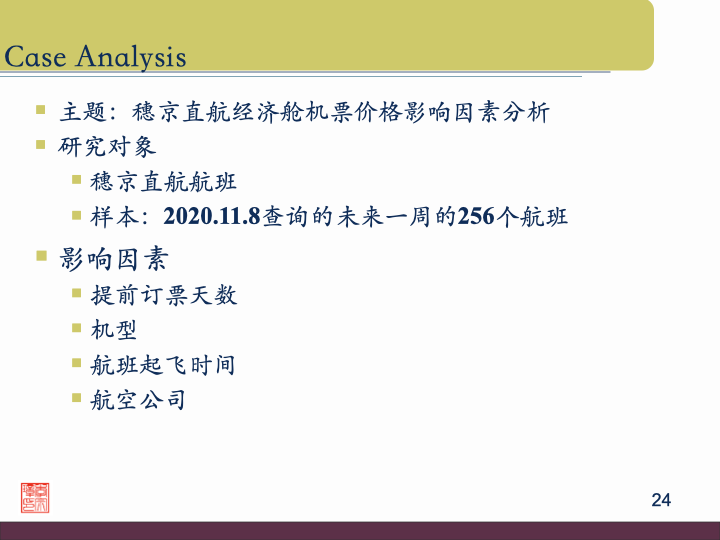 Case Analysis
主题：穗京直航经济舱机票价格影响因素分析
研究对象
穗京直航航班
样本：2020.11.8查询的未来一周的256个航班
影响因素
提前订票天数
机型
航班起飞时间
航空公司
24